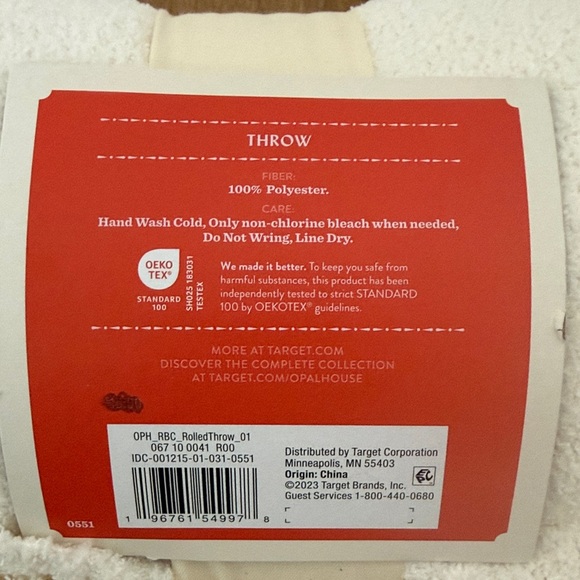 THROW
FIBER:
100% Polyester.
CARE:
Hand Wash Cold, Only non-chlorine bleach when needed,
Do Not Wring, Line Dry.
OEKO
TEX®
STANDARD
100
SH025 183031
TESTEX
We made it better. To keep you safe from
harmful substances, this product has been
independently tested to strict STANDARD
100 by OEKOTEX® guidelines.
MORE AT TARGET.COM
DISCOVER THE COMPLETE COLLECTION
AT TARGET.COM/OPALHOUSE
OPH_RBC_RolledThrow_01
067 10 0041 R00
IDC-001215-01-031-0551
1 96761 54997 8
Distributed by Target Corporation
Minneapolis, MN 55403
Origin: China
©2023 Target Brands, Inc.
Guest Services 1-800-440-0680
0551